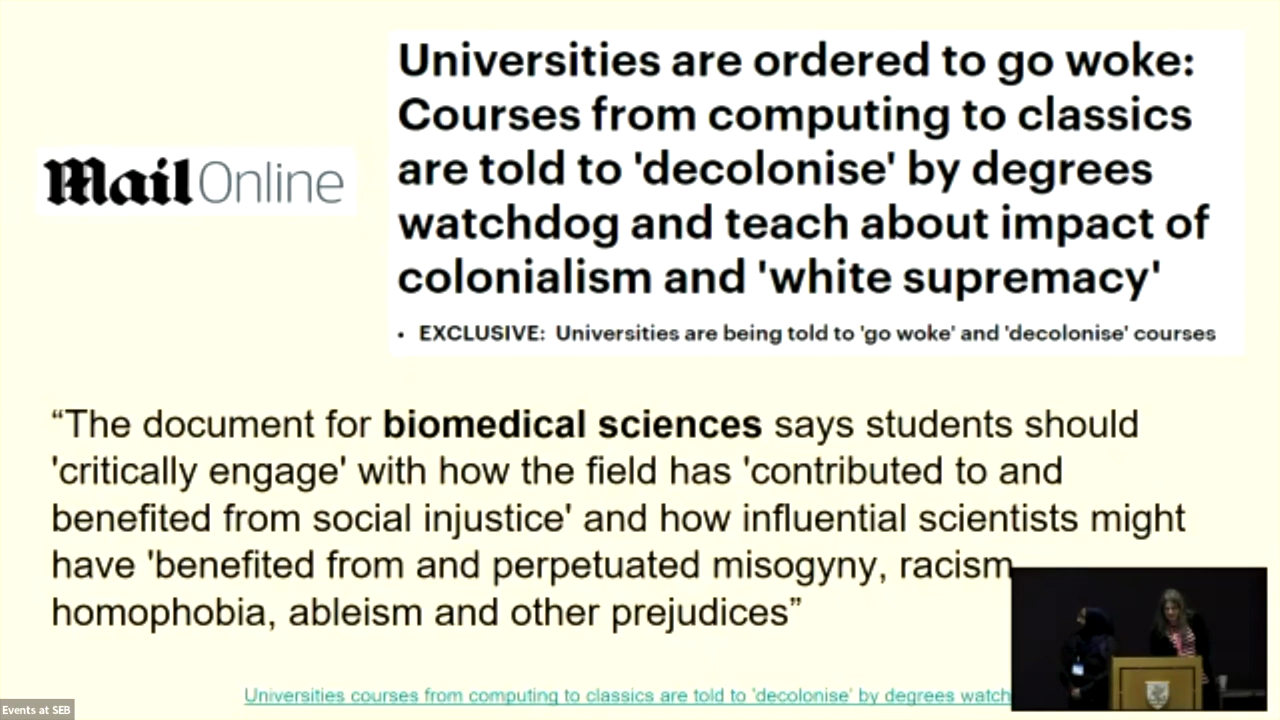 Universities are ordered to go woke:
Courses from computing to classics
are told to 'decolonise' by degrees
watchdog and teach about impact of
colonialism and 'white supremacy'
Mail Online
• EXCLUSIVE: Universities are being told to 'go woke' and 'decolonise' courses
“The document for biomedical sciences says students should
'critically engage' with how the field has 'contributed to and
benefited from social injustice' and how influential scientists might
have 'benefited from and perpetuated misogyny, racism
homophobia, ableism and other prejudices”
Universities courses from computing to classics are told to 'decolonise' by degrees watch
Events at SEB